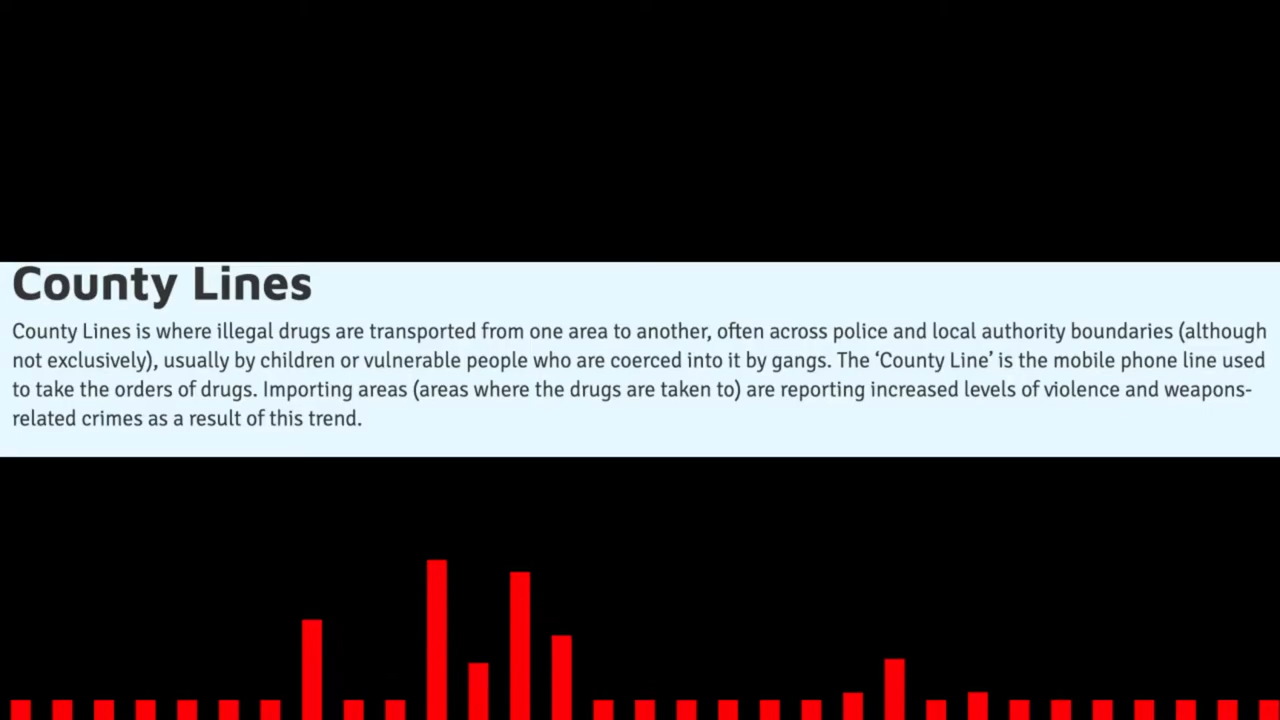 County Lines
County Lines is where illegal drugs are transported from one area to another, often across police and local authority boundaries (although
not exclusively), usually by children or vulnerable people who are coerced into it by gangs. The ‘County Line’ is the mobile phone line used
to take the orders of drugs. Importing areas (areas where the drugs are taken to) are reporting increased levels of violence and weapons-
related crimes as a result of this trend.